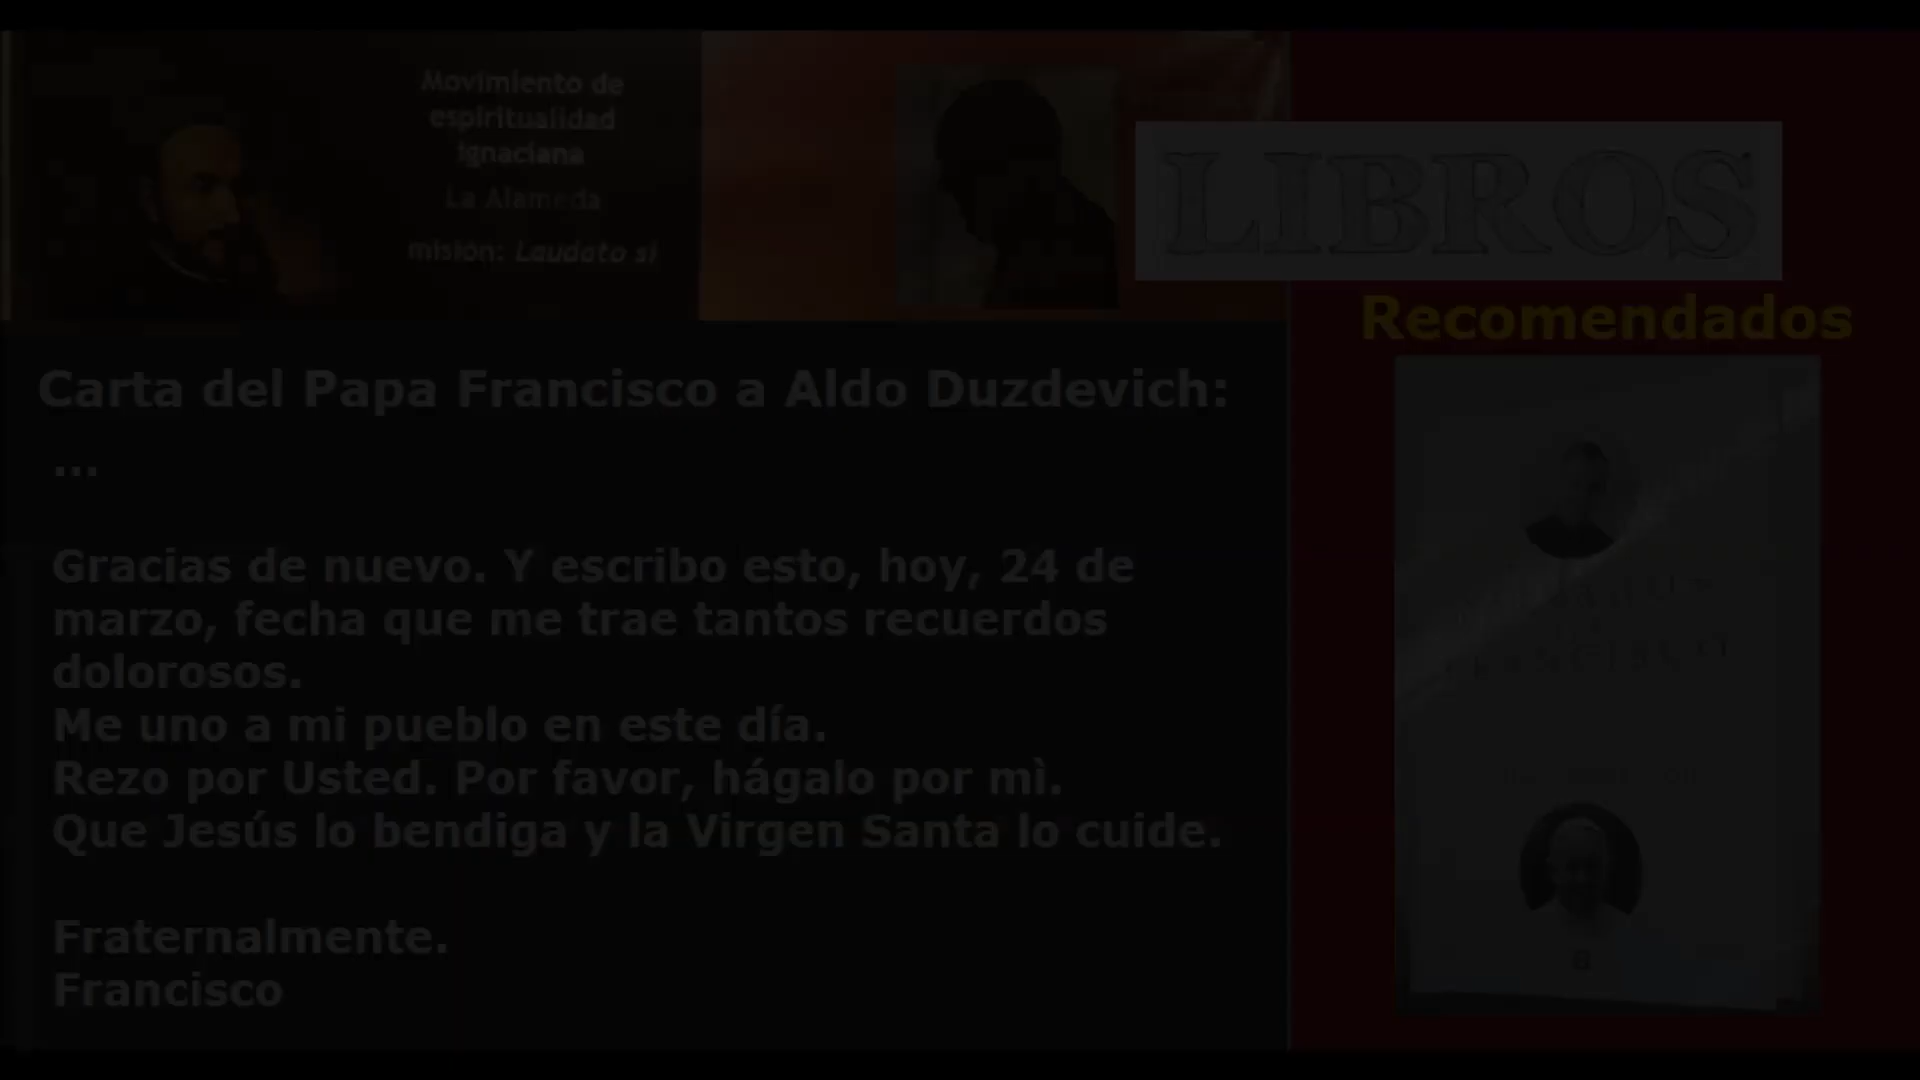 Movimiento de
espiritualidad
ignaciana
La Alameda
misión: Laudato si
LIBROS
Recomendados
Carta del Papa Francisco a Aldo Duzdevich:
...
Gracias de nuevo. Y escribo esto, hoy, 24 de
marzo, fecha que me trae tantos recuerdos
dolorosos.
Me uno a mi pueblo en este día.
Rezo por Usted. Por favor, hágalo por mì.
Que Jesús lo bendiga y la Virgen Santa lo cuide.
Fraternalmente.
Francisco